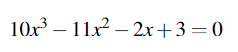 10x³ − 11x² − 2x + 3 = 0